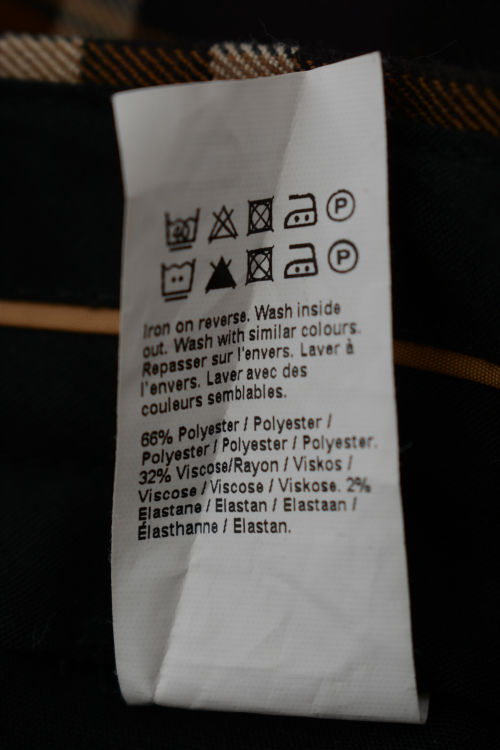 40 P
P
Iron on reverse. Wash inside
out. Wash with similar colours.
Repasser sur l'envers. Laver à
l'envers. Laver avec des
couleurs semblables.
66% Polyester / Polyester /
Polyester / Polyester / Polyester.
32% Viscose/Rayon / Viskos /
Viscose / Viscose / Viskose. 2%
Elastane / Elastan / Elastaan /
Élasthanne / Elastan.